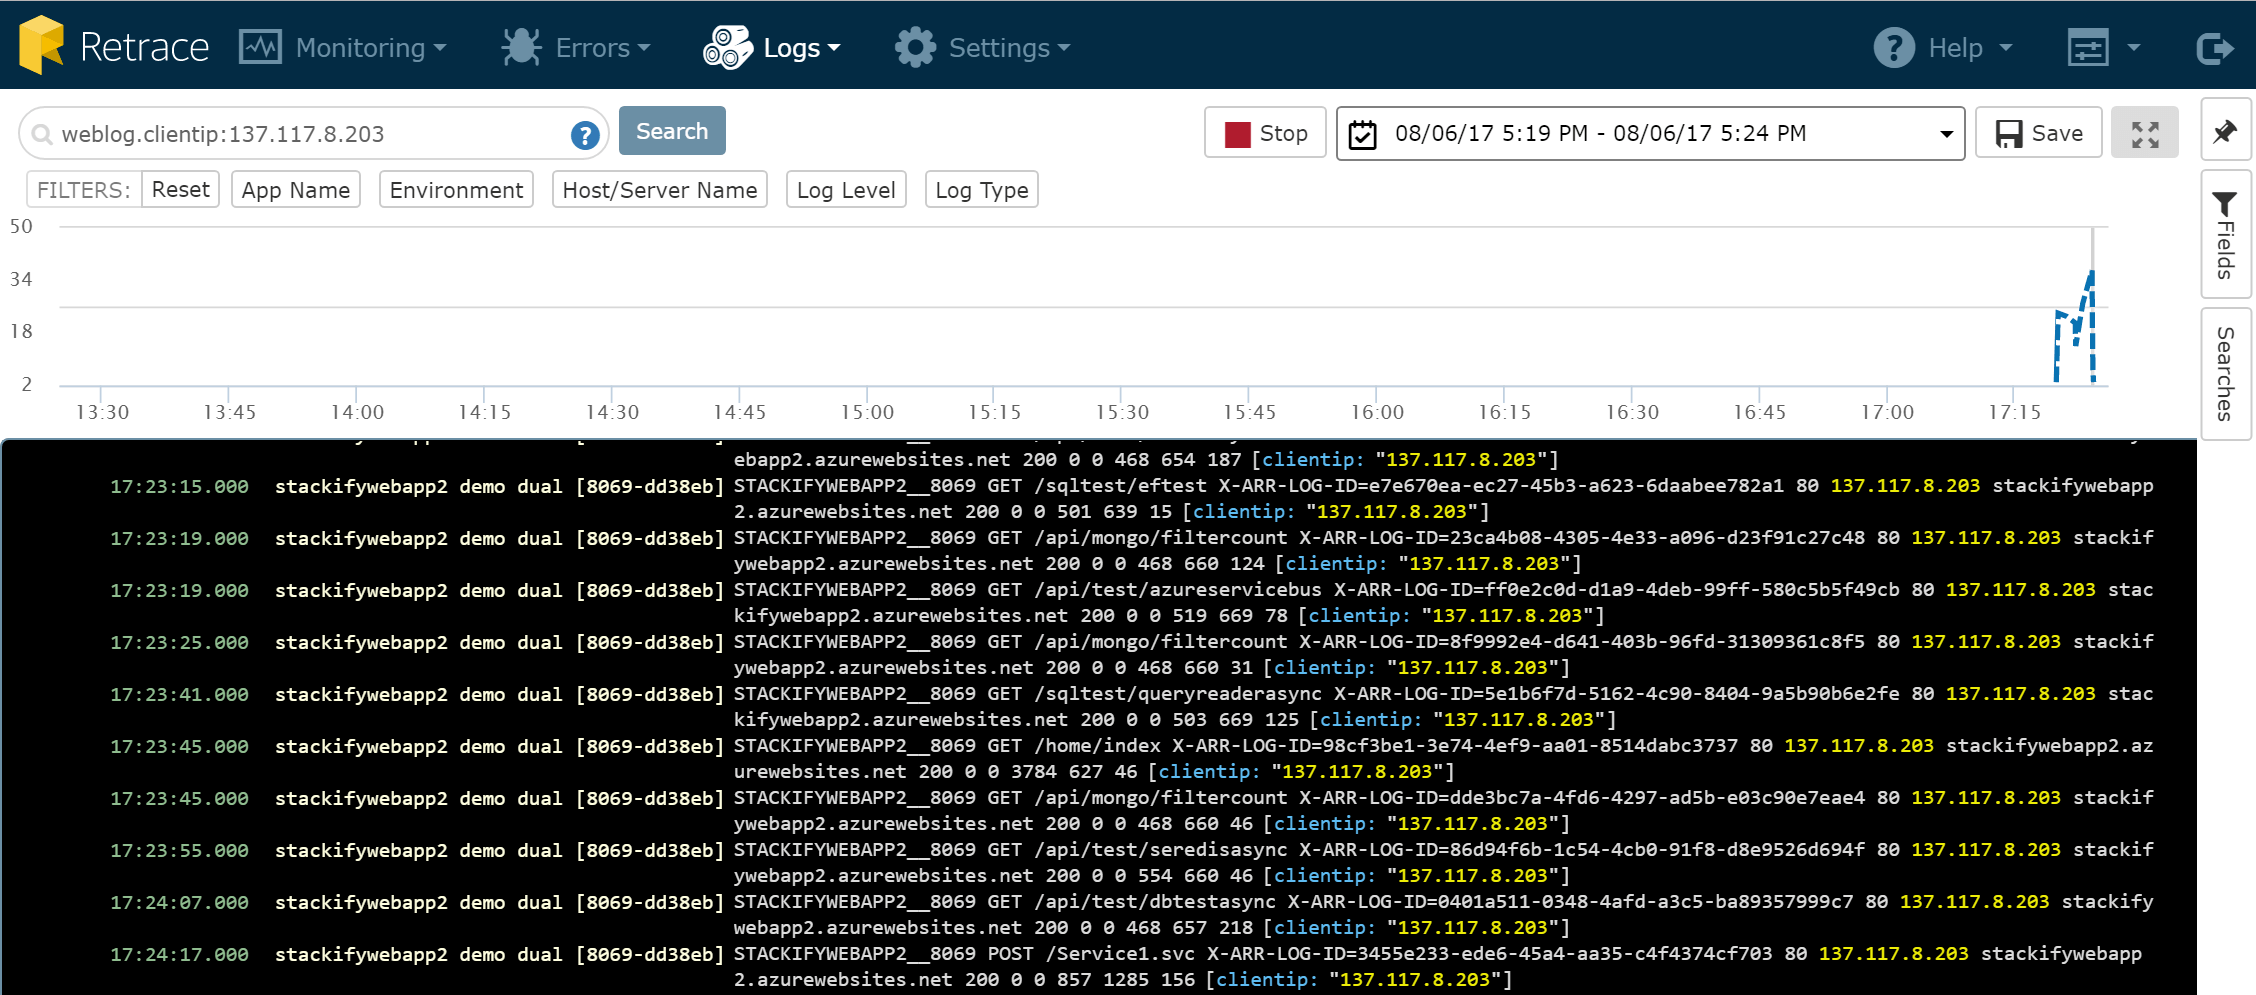 Retrace Monitoring Errors Logs Settings Help
weblog.clientip:137.117.8.203 ? Search Stop 08/06/17 5:19 PM - 08/06/17 5:24 PM Save
FILTERS: Reset App Name Environment Host/Server Name Log Level Log Type
Fields
Searches
50
34
18
2
13:30 13:45 14:00 14:15 14:30 14:45 15:00 15:15 15:30 15:45 16:00 16:15 16:30 16:45 17:00 17:15
ebapp2.azurewebsites.net 200 0 0 468 654 187 [clientip: "137.117.8.203"]
17:23:15.000 stackifywebapp2 demo dual [8069-dd38eb] STACKIFYWEBAPP2__8069 GET /sqltest/eftest X-ARR-LOG-ID=e7e670ea-ec27-45b3-a623-6daabee782a1 80 137.117.8.203 stackifywebapp
2.azurewebsites.net 200 0 0 501 639 15 [clientip: "137.117.8.203"]
17:23:19.000 stackifywebapp2 demo dual [8069-dd38eb] STACKIFYWEBAPP2__8069 GET /api/mongo/filtercount X-ARR-LOG-ID=23ca4b08-4305-4e33-a096-d23f91c27c48 80 137.117.8.203 stackif
ywebapp2.azurewebsites.net 200 0 0 468 660 124 [clientip: "137.117.8.203"]
17:23:19.000 stackifywebapp2 demo dual [8069-dd38eb] STACKIFYWEBAPP2__8069 GET /api/test/azureservicebus X-ARR-LOG-ID=ff0e2c0d-d1a9-4deb-99ff-580c5b5f49cb 80 137.117.8.203 stac
kifywebapp2.azurewebsites.net 200 0 0 519 669 78 [clientip: "137.117.8.203"]
17:23:25.000 stackifywebapp2 demo dual [8069-dd38eb] STACKIFYWEBAPP2__8069 GET /api/mongo/filtercount X-ARR-LOG-ID=8f9992e4-d641-403b-96fd-31309361c8f5 80 137.117.8.203 stackif
ywebapp2.azurewebsites.net 200 0 0 468 660 31 [clientip: "137.117.8.203"]
17:23:41.000 stackifywebapp2 demo dual [8069-dd38eb] STACKIFYWEBAPP2__8069 GET /sqltest/queryreaderasync X-ARR-LOG-ID=5e1b6f7d-5162-4c90-8404-9a5b90b6e2fe 80 137.117.8.203 stac
kifywebapp2.azurewebsites.net 200 0 0 503 669 125 [clientip: "137.117.8.203"]
17:23:45.000 stackifywebapp2 demo dual [8069-dd38eb] STACKIFYWEBAPP2__8069 GET /home/index X-ARR-LOG-ID=98cf3be1-3e74-4ef9-aa01-8514dabc3737 80 137.117.8.203 stackifywebapp2.az
urewebsites.net 200 0 0 3784 627 46 [clientip: "137.117.8.203"]
17:23:45.000 stackifywebapp2 demo dual [8069-dd38eb] STACKIFYWEBAPP2__8069 GET /api/mongo/filtercount X-ARR-LOG-ID=dde3bc7a-4fd6-4297-ad5b-e03c90e7eae4 80 137.117.8.203 stackif
ywebapp2.azurewebsites.net 200 0 0 468 660 46 [clientip: "137.117.8.203"]
17:23:55.000 stackifywebapp2 demo dual [8069-dd38eb] STACKIFYWEBAPP2__8069 GET /api/test/seredisasync X-ARR-LOG-ID=86d94f6b-1c54-4cb0-91f8-d8e9526d694f 80 137.117.8.203 stackif
ywebapp2.azurewebsites.net 200 0 0 554 660 46 [clientip: "137.117.8.203"]
17:24:07.000 stackifywebapp2 demo dual [8069-dd38eb] STACKIFYWEBAPP2__8069 GET /api/test/dbtestasync X-ARR-LOG-ID=0401a511-0348-4afd-a3c5-ba89357999c7 80 137.117.8.203 stackify
webapp2.azurewebsites.net 200 0 0 468 657 218 [clientip: "137.117.8.203"]
17:24:17.000 stackifywebapp2 demo dual [8069-dd38eb] STACKIFYWEBAPP2__8069 POST /Service1.svc X-ARR-LOG-ID=3455e233-ede6-45a4-aa35-c4f4374cf703 80 137.117.8.203 stackifywebapp
2.azurewebsites.net 200 0 0 857 1285 156 [clientip: "137.117.8.203"]